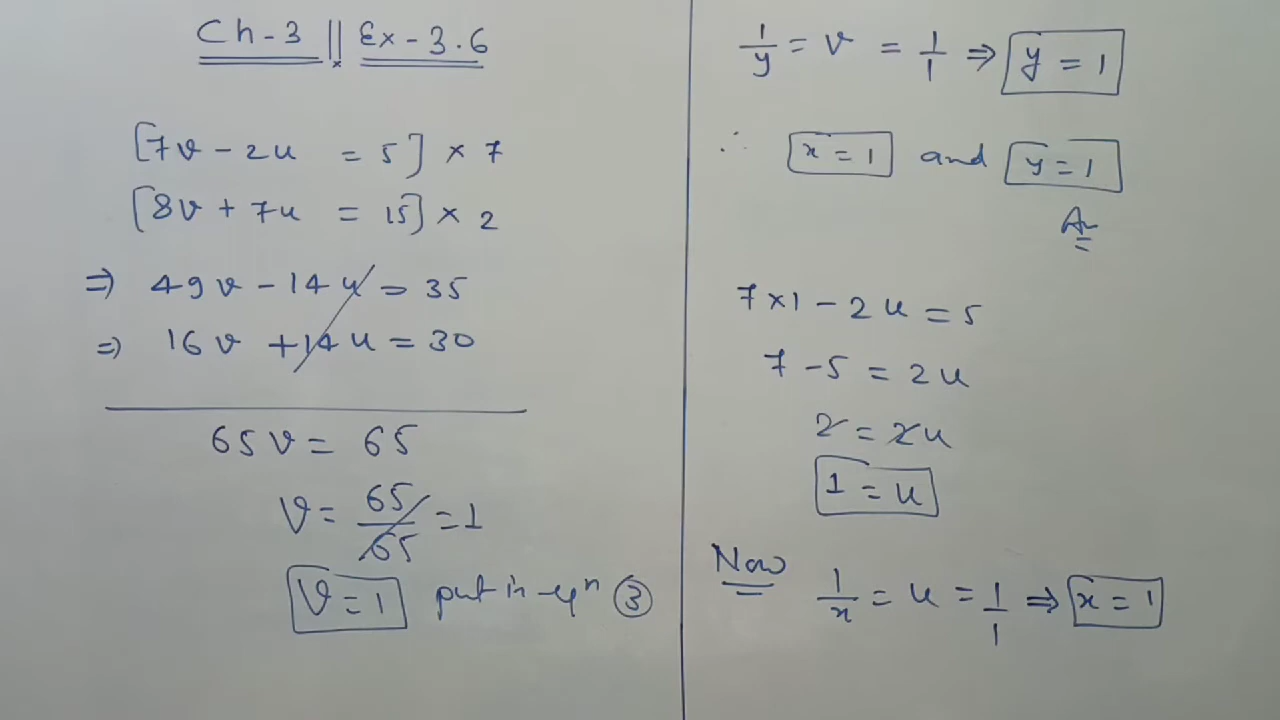 Ch-3 || Ex-3.6
[7v - 2u = 5] × 7
[8v + 7u = 15] × 2
⇒ 49v - 14u = 35
⇒ 16v + 14u = 30
65v = 65
v = 65/65 = 1
v = 1 put in eqn ③
1/y = v = 1/1 ⇒ y = 1
∴ x = 1 and y = 1
An
7×1 - 2u = 5
7 - 5 = 2u
2 = 2u
1 = u
Now 1/x = u = 1/1 ⇒ x = 1